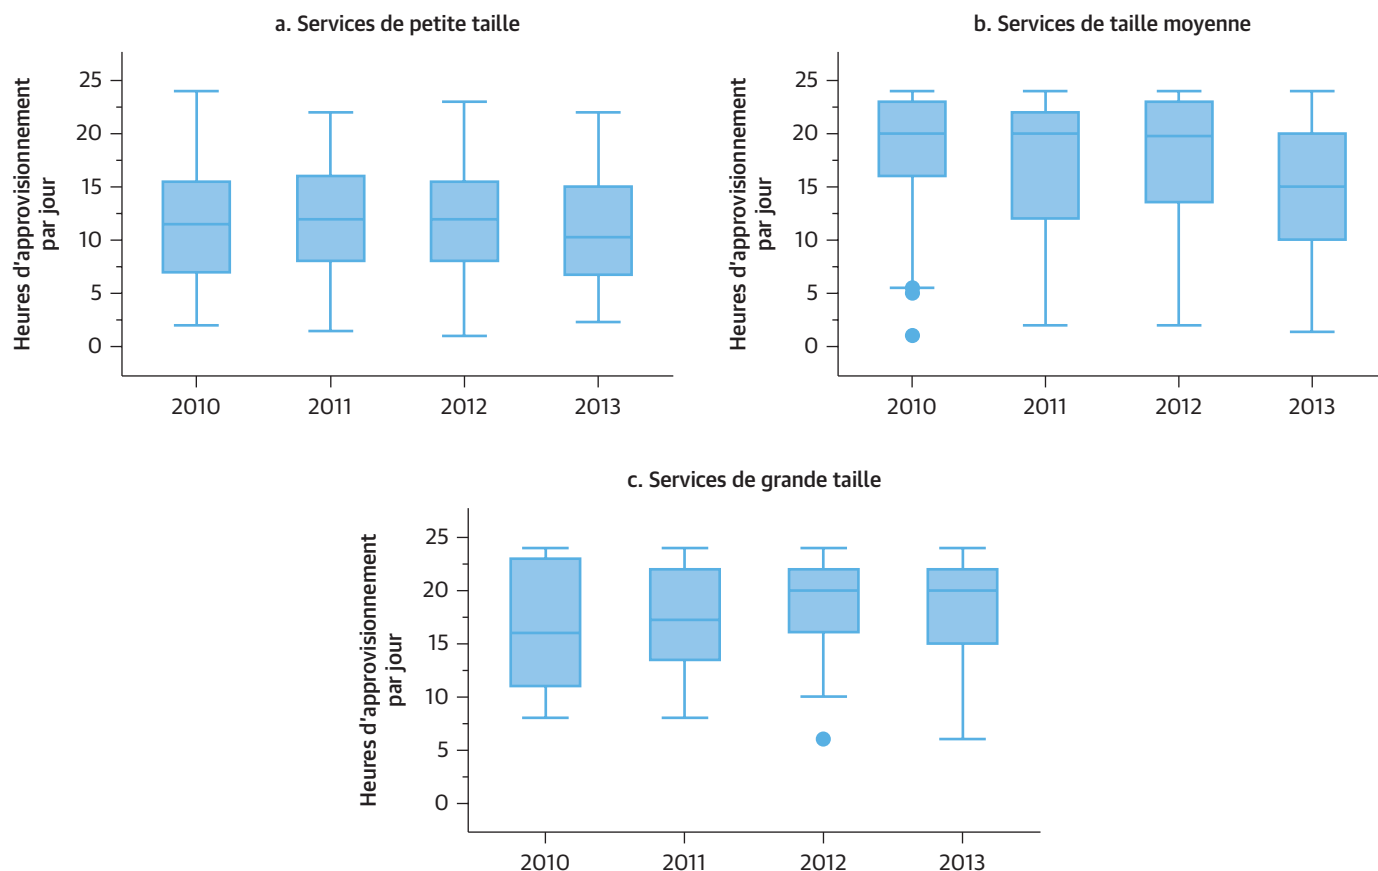 a. Services de petite taille
Heures d'approvisionnement
par jour
25
20
15
10
5
0
2010 2011 2012 2013
b. Services de taille moyenne
Heures d'approvisionnement
par jour
25
20
15
10
5
0
2010 2011 2012 2013
c. Services de grande taille
Heures d'approvisionnement
par jour
25
20
15
10
5
0
2010 2011 2012 2013